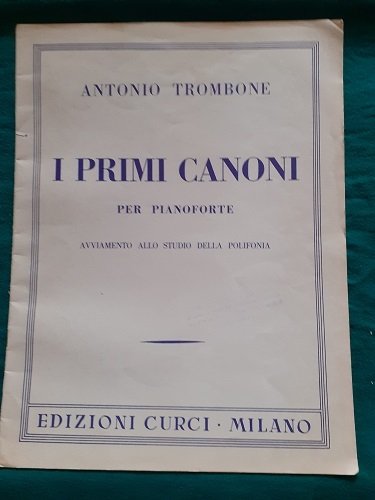 ANTONIO TROMBONE
I PRIMI CANONI
PER PIANOFORTE
AVVIAMENTO ALLO STUDIO DELLA POLIFONIA
EDIZIONI CURCI · MILANO